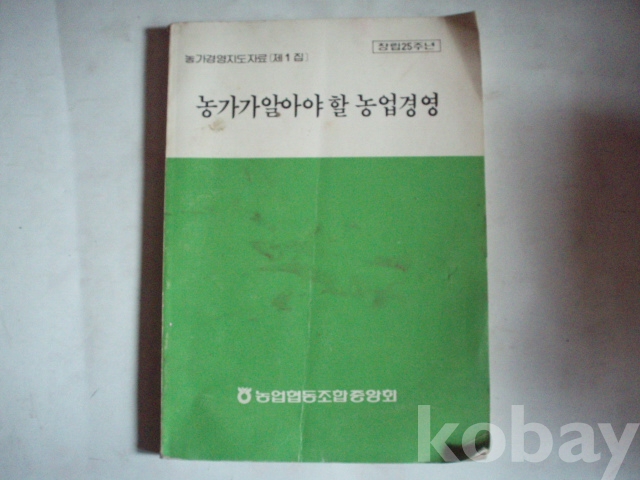 농가경영지도자료 (제1집)
창립25주년
농가가알아야 할 농업경영
농업협동조합중앙회
kobay